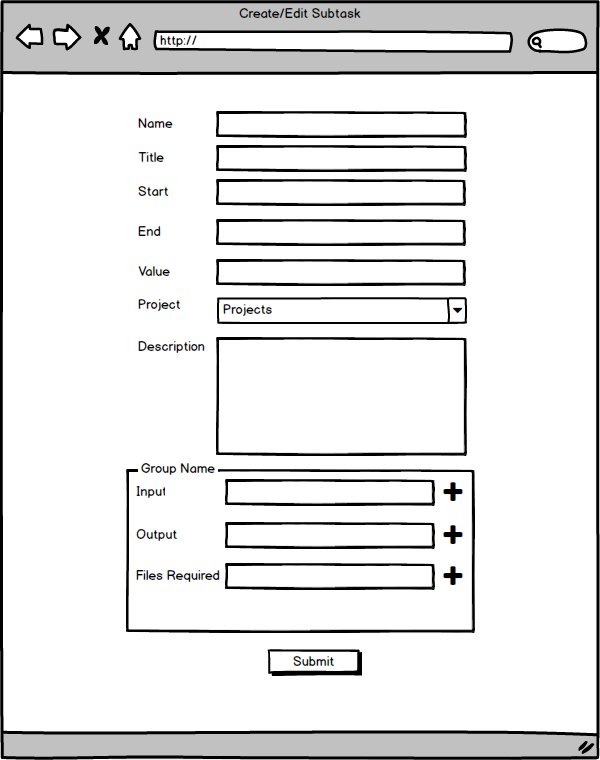 Create/Edit Subtask
http://
Name
Title
Start
End
Value
Project
Projects
Description
Group Name
Input
Output
Files Required
Submit